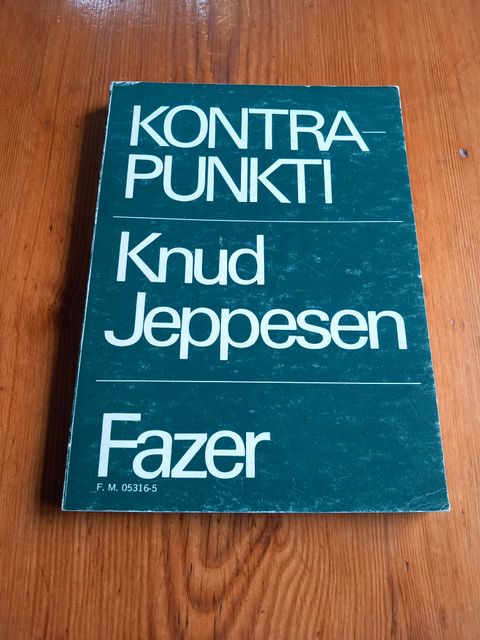 KONTRA-
PUNKTI
Knud
Jeppesen
Fazer
F. M. 05316-5